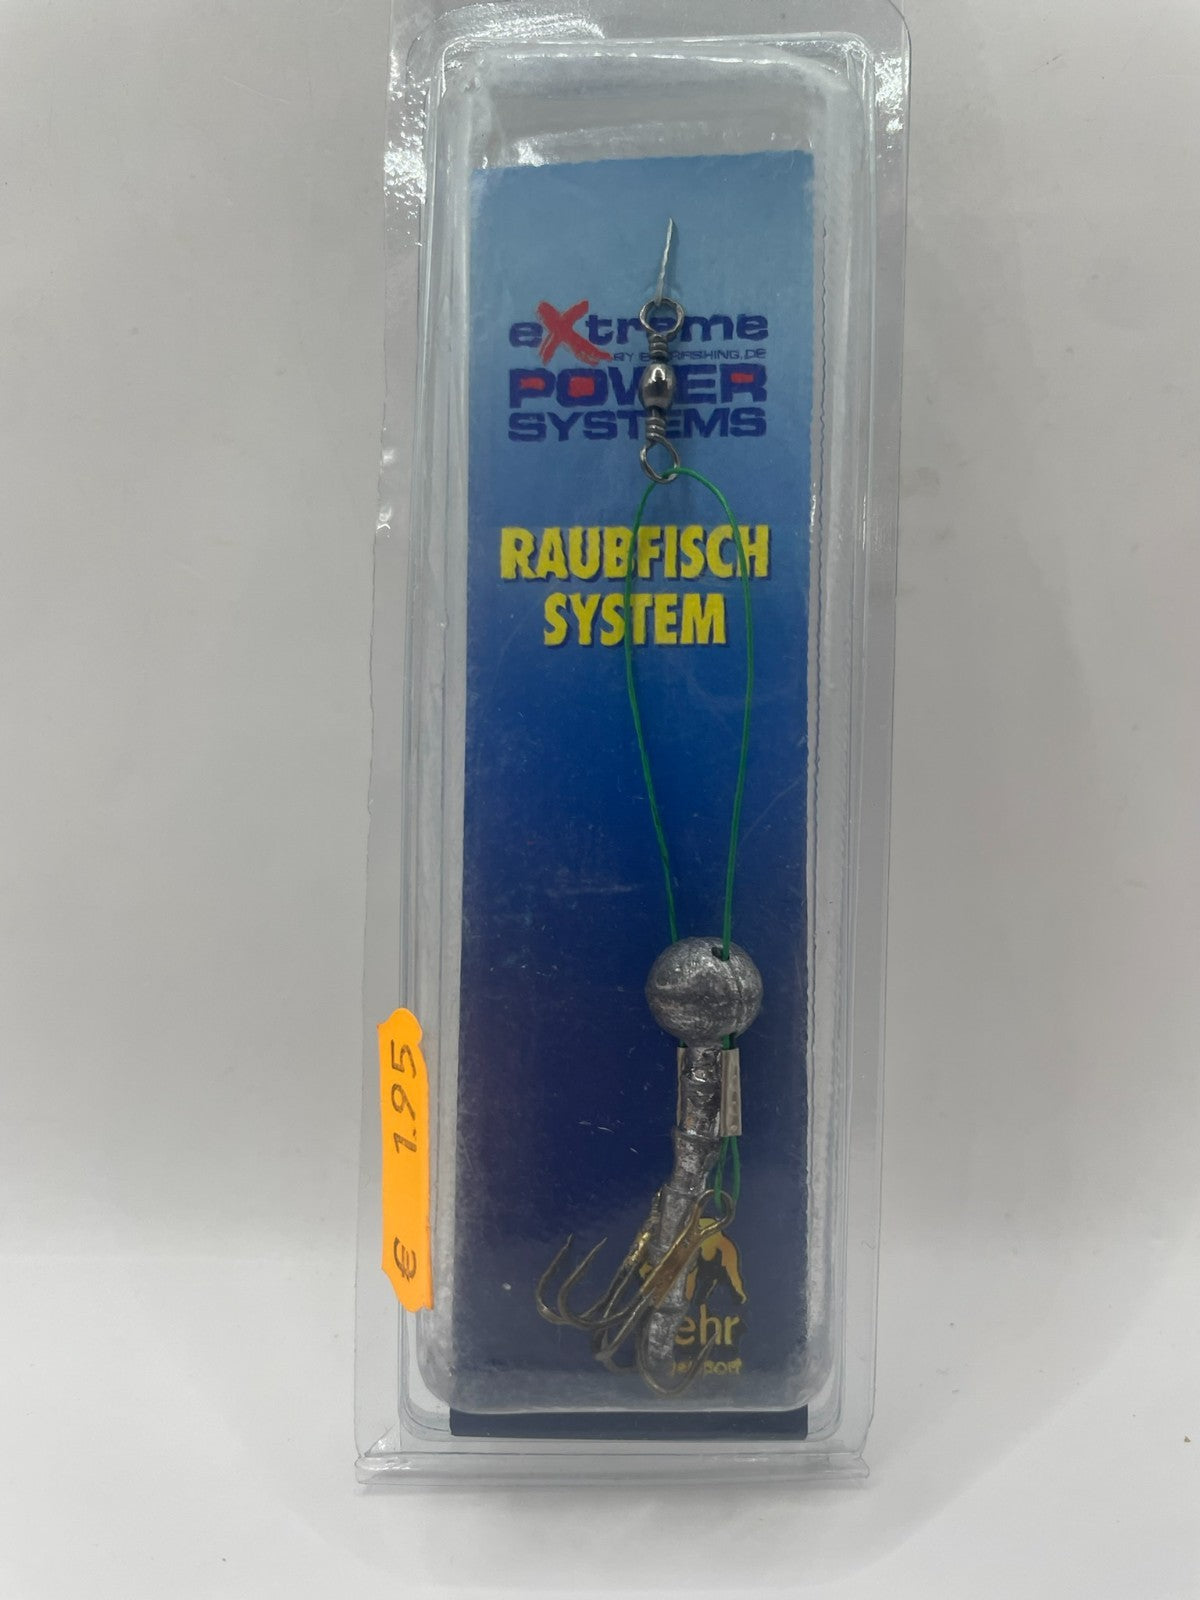 eXtreme
POWER
SYSTEMS
RAUBFISCH
SYSTEM
€ 1.95